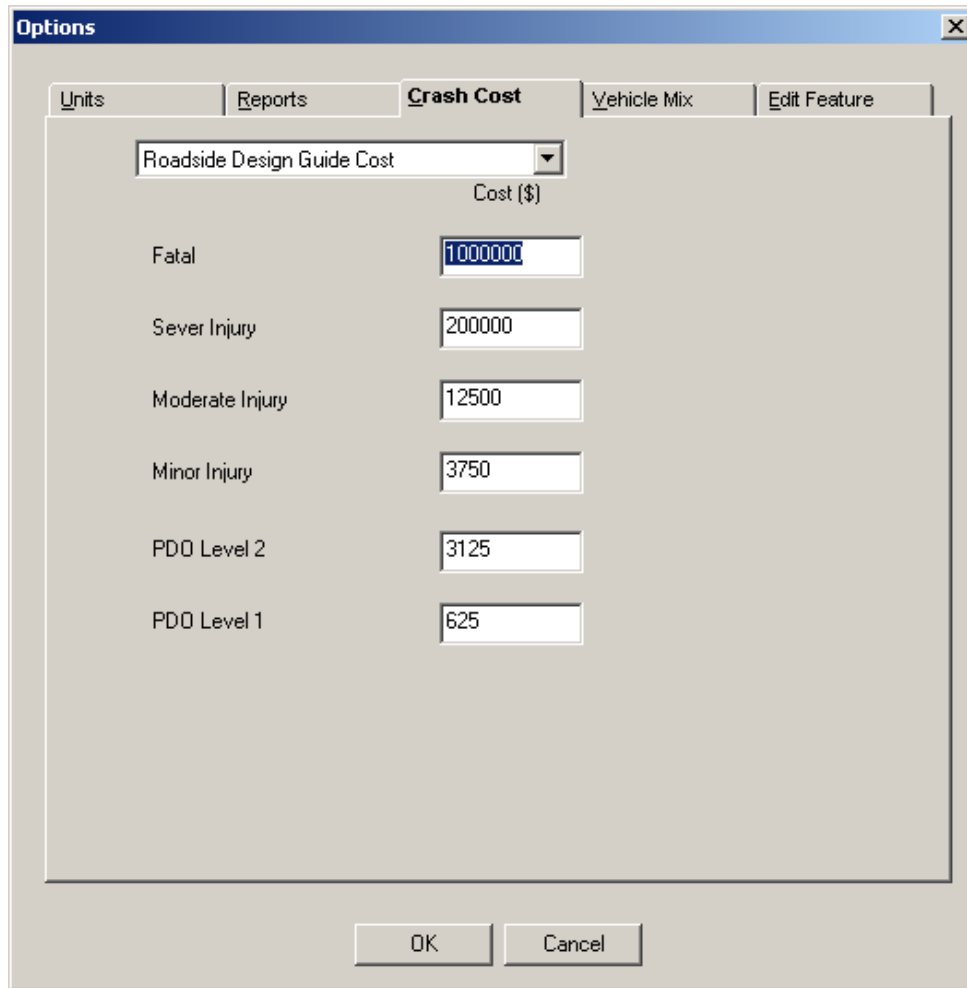 Options
Units Reports Crash Cost Vehicle Mix Edit Feature
Roadside Design Guide Cost
Cost ($)
Fatal 1000000
Sever Injury 200000
Moderate Injury 12500
Minor Injury 3750
PDO Level 2 3125
PDO Level 1 625
OK Cancel